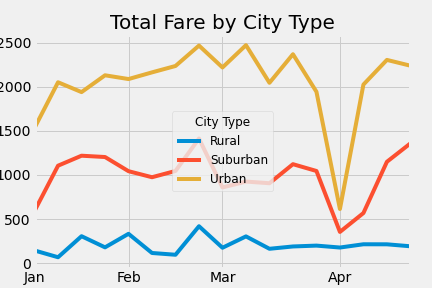 Total Fare by City Type
2500
2000
1500
1000
500
0
City Type
Rural
Suburban
Urban
Jan Feb Mar Apr